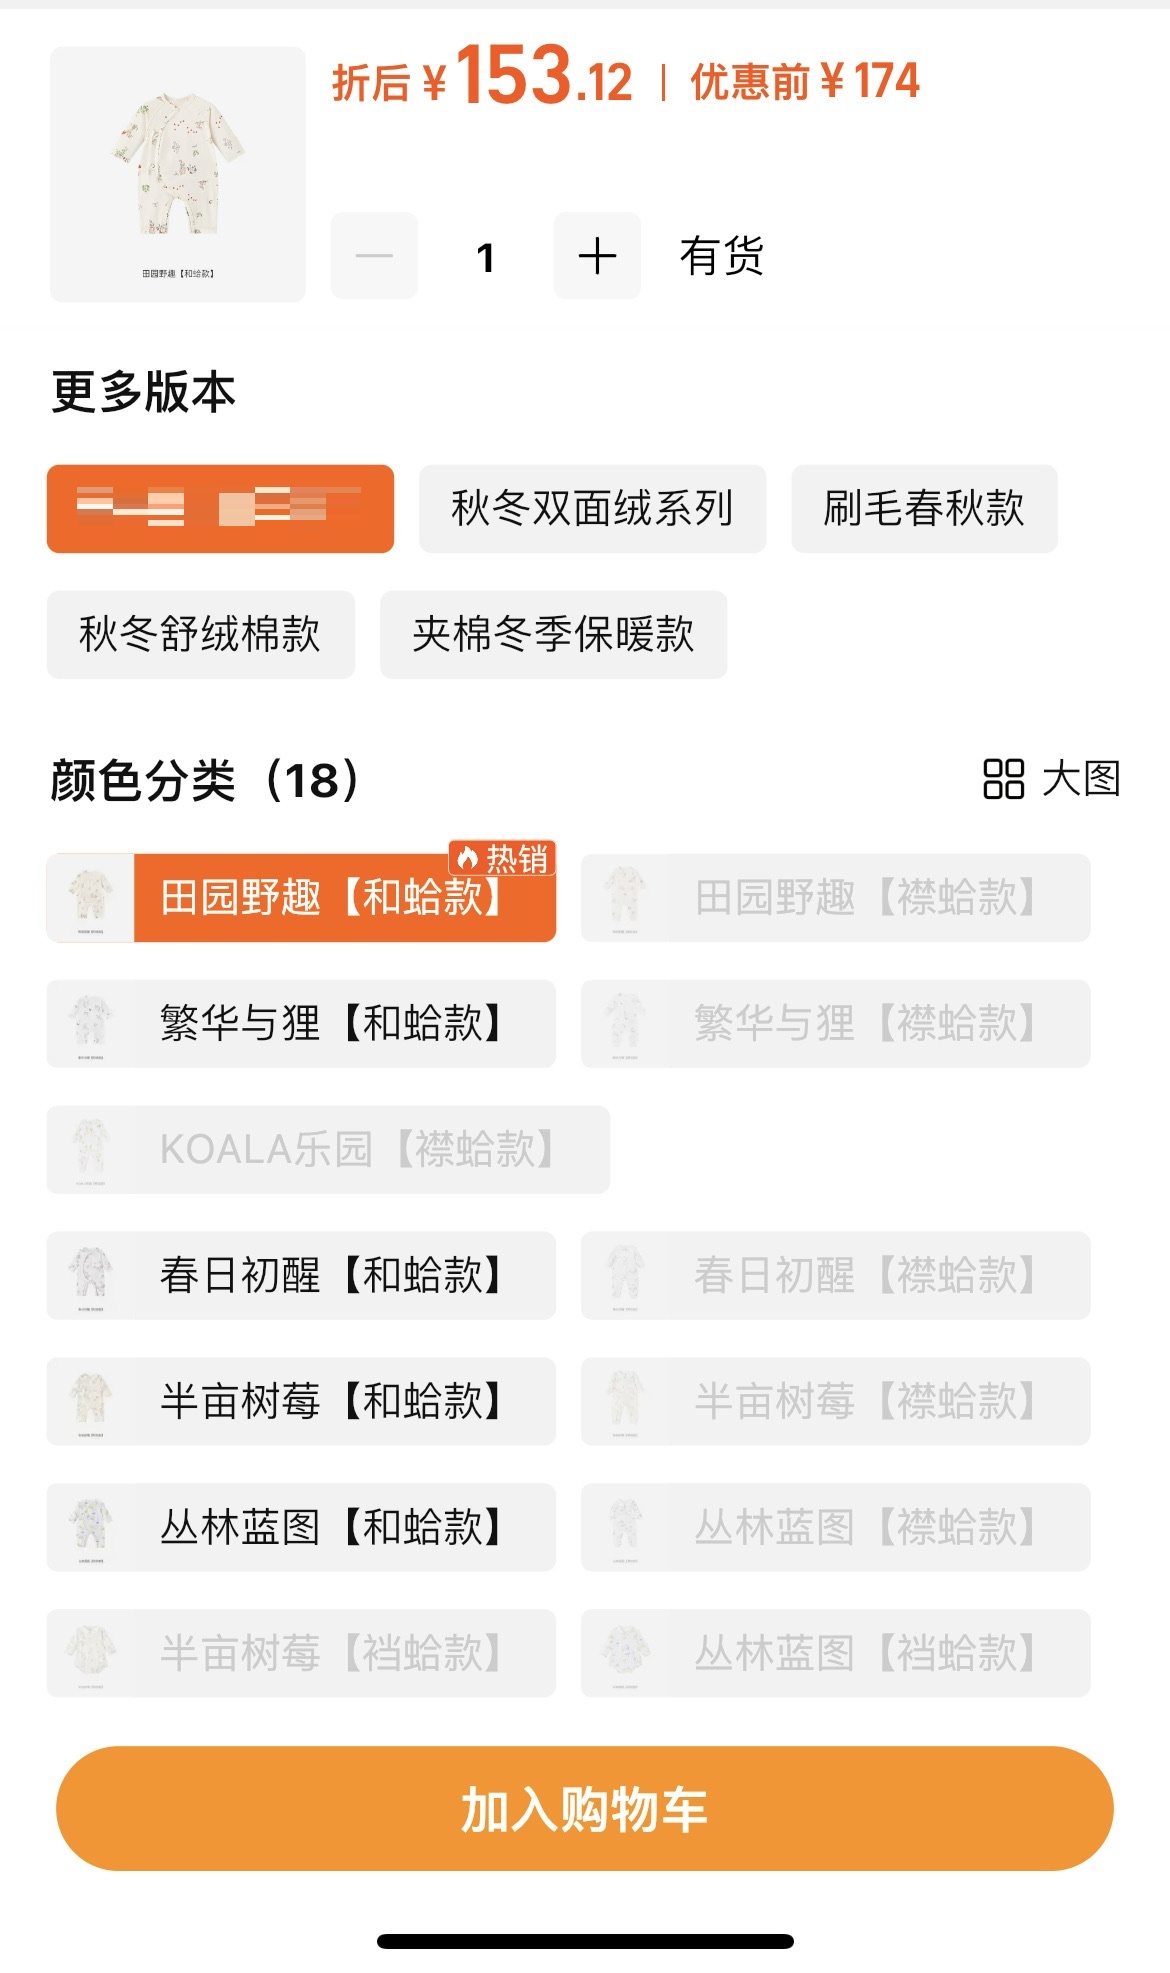 折后 ¥153.12 | 优惠前 ¥174
1 有货
田园野趣【和蛤款】
更多版本
秋冬双面绒系列 刷毛春秋款
秋冬舒绒棉款 夹棉冬季保暖款
颜色分类（18） 大图
热销
田园野趣【和蛤款】 田园野趣【襟蛤款】
繁华与狸【和蛤款】 繁华与狸【襟蛤款】
KOALA乐园【襟蛤款】
春日初醒【和蛤款】 春日初醒【襟蛤款】
半亩树莓【和蛤款】 半亩树莓【襟蛤款】
丛林蓝图【和蛤款】 丛林蓝图【襟蛤款】
半亩树莓【裆蛤款】 丛林蓝图【裆蛤款】
加入购物车